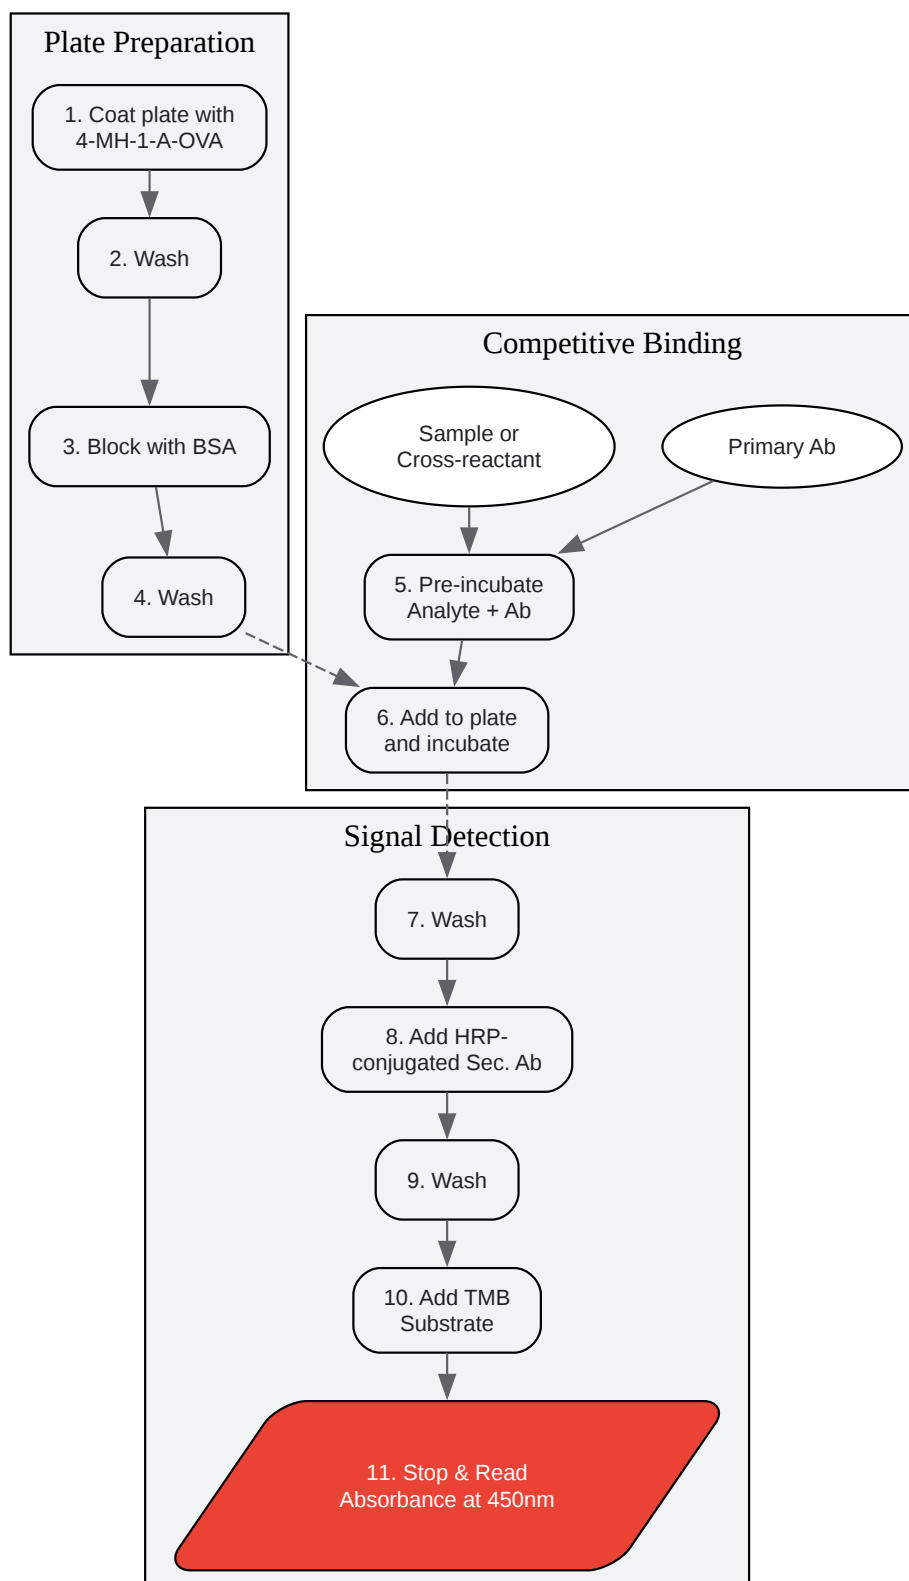 Plate Preparation
1. Coat plate with
4-MH-1-A-OVA
2. Wash
3. Block with BSA
4. Wash
Competitive Binding
Sample or
Cross-reactant
Primary Ab
5. Pre-incubate
Analyte + Ab
6. Add to plate
and incubate
Signal Detection
7. Wash
8. Add HRP-
conjugated Sec. Ab
9. Wash
10. Add TMB
Substrate
11. Stop & Read
Absorbance at 450nm